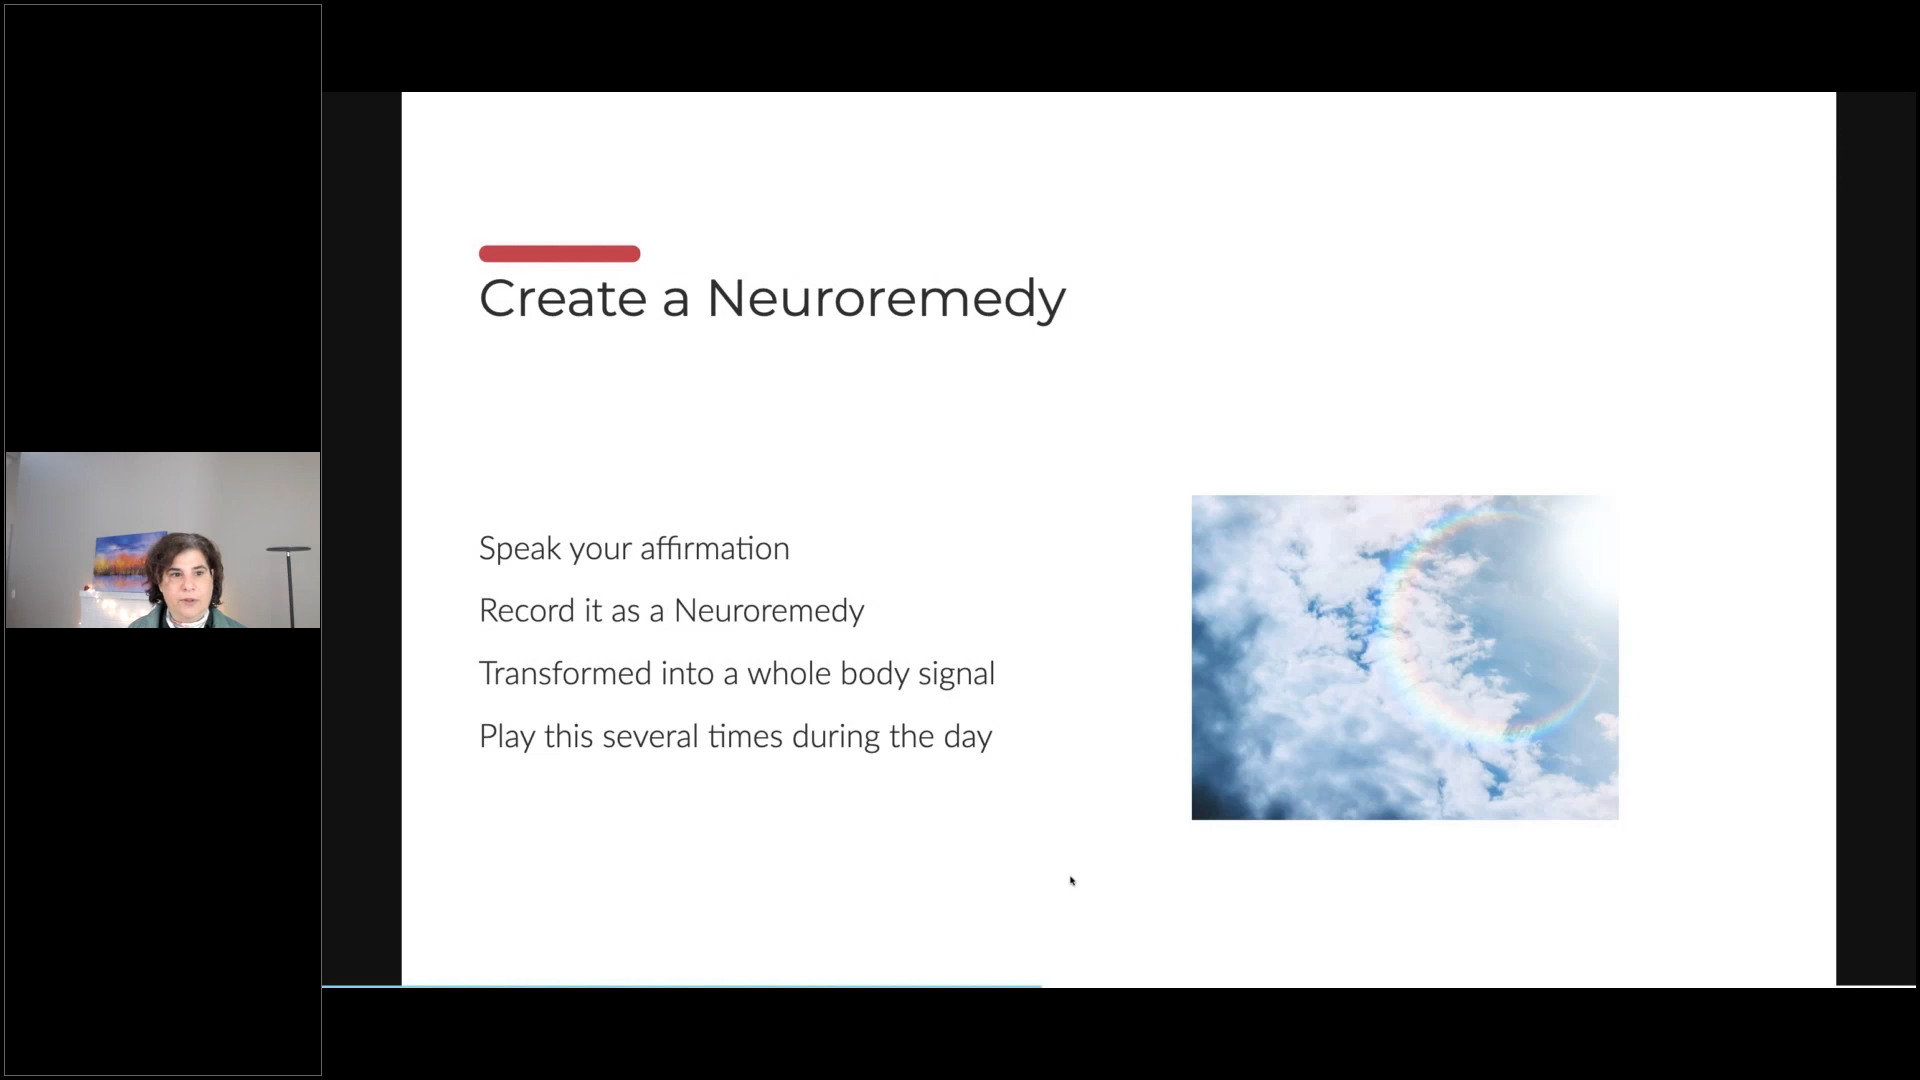 Create a Neuroremedy
Speak your affirmation
Record it as a Neuroremedy
Transformed into a whole body signal
Play this several times during the day